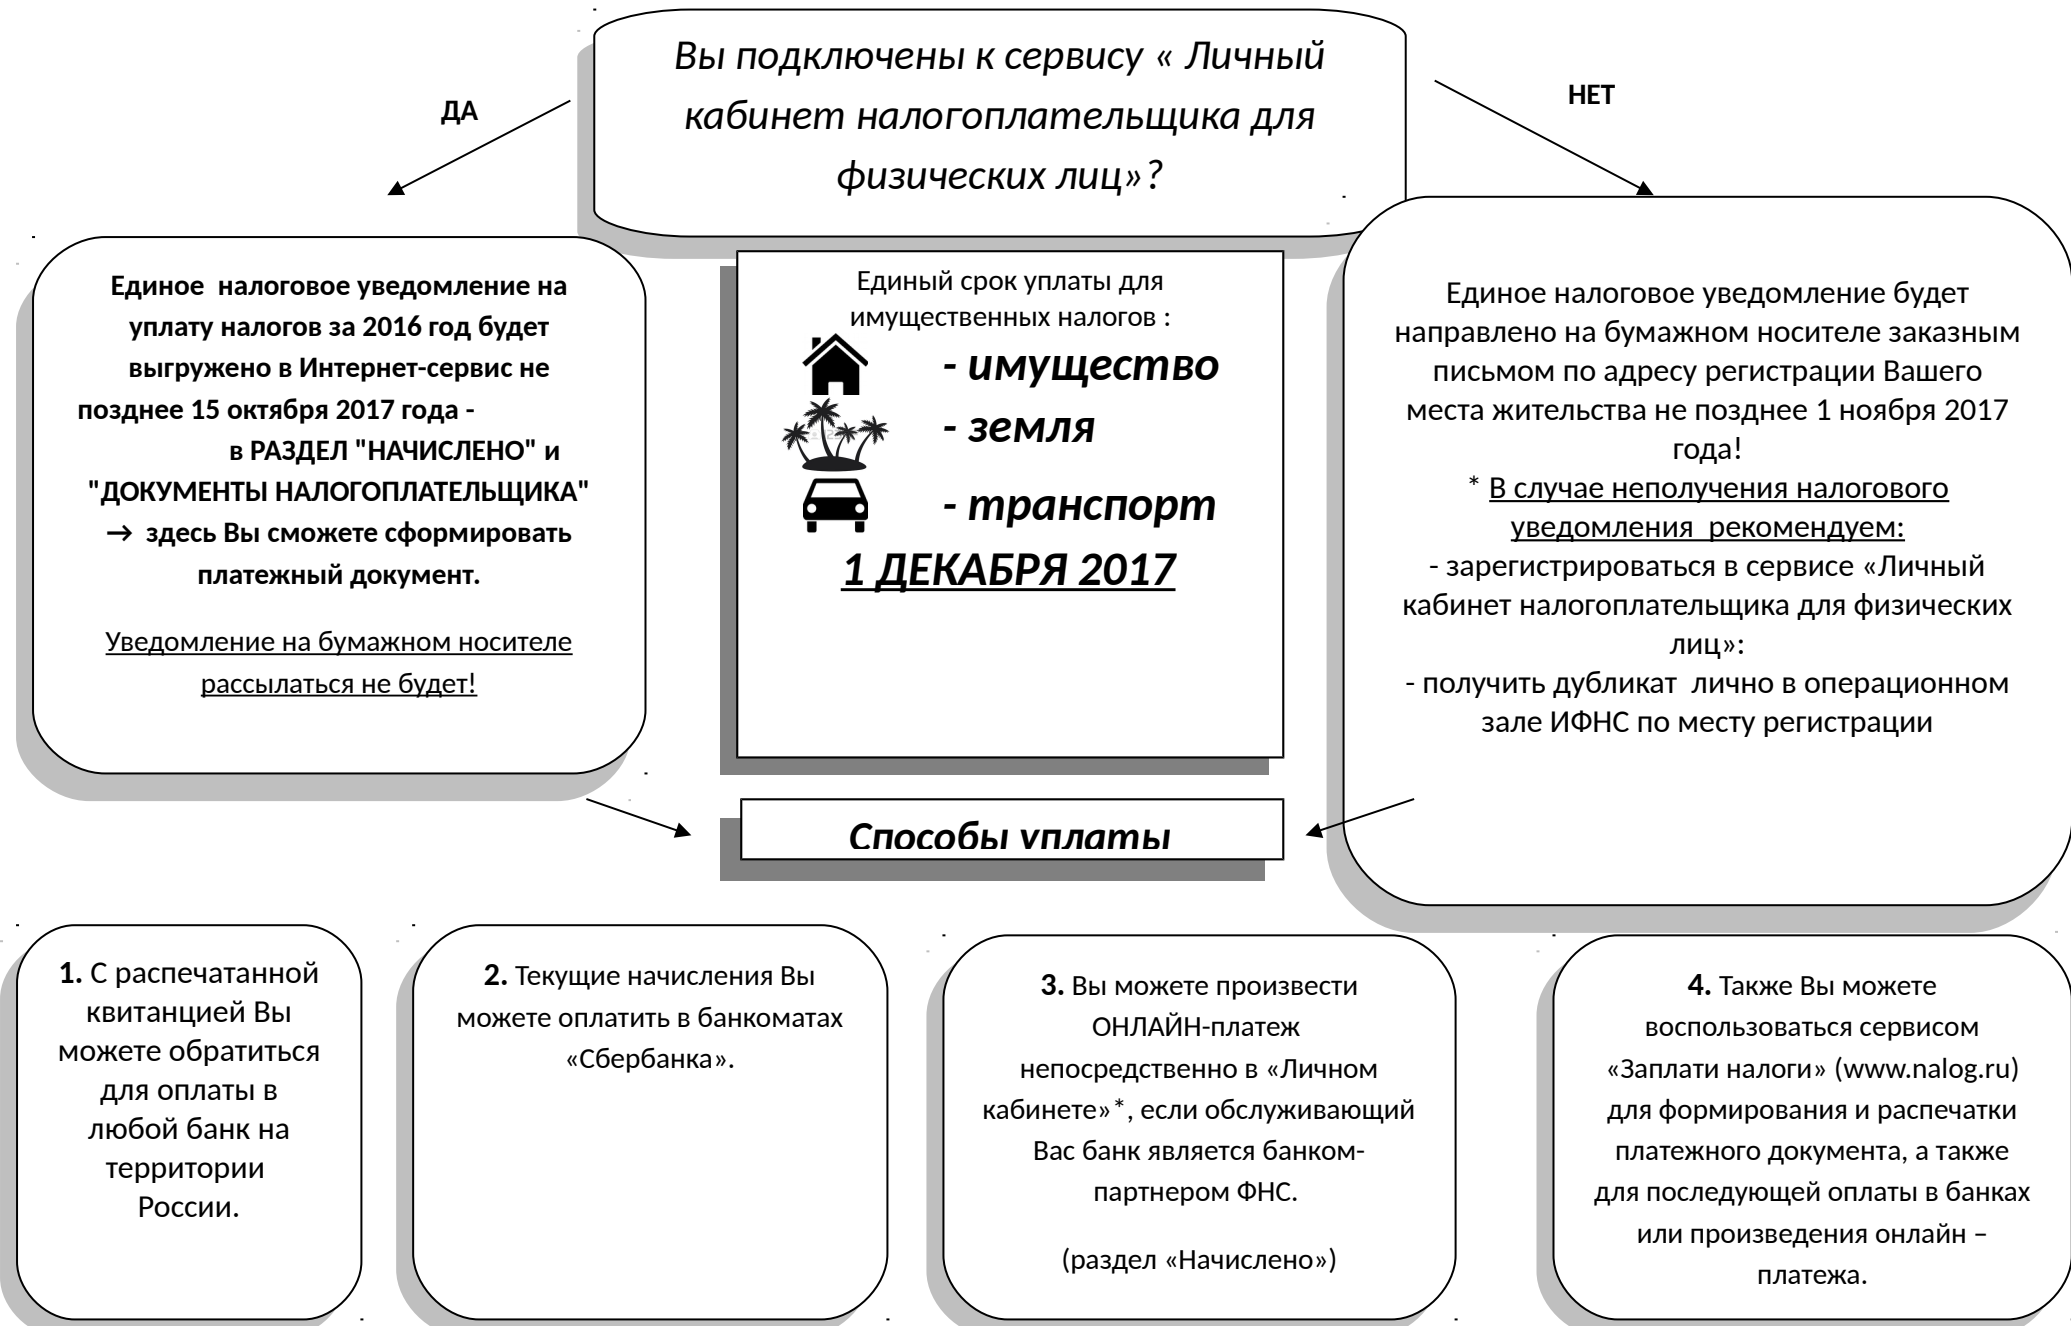 Вы подключены к сервису « Личный
кабинет налогоплательщика для
физических лиц»?
ДА
НЕТ
Единое  налоговое уведомление на
уплату налогов за 2016 год будет
выгружено в Интернет-сервис не
позднее 15 октября 2017 года -
в РАЗДЕЛ "НАЧИСЛЕНО" и
"ДОКУМЕНТЫ НАЛОГОПЛАТЕЛЬЩИКА"
→  здесь Вы сможете сформировать
платежный документ.
Уведомление на бумажном носителе
рассылаться не будет!
Единый срок уплаты для
имущественных налогов :
- имущество
- земля
- транспорт
1 ДЕКАБРЯ 2017
Единое налоговое уведомление будет
направлено на бумажном носителе заказным
письмом по адресу регистрации Вашего
места жительства не позднее 1 ноября 2017
года!
* В случае неполучения налогового
уведомления  рекомендуем:
- зарегистрироваться в сервисе «Личный
кабинет налогоплательщика для физических
лиц»:
- получить дубликат  лично в операционном
зале ИФНС по месту регистрации
Способы уплаты
1. С распечатанной
квитанцией Вы
можете обратиться
для оплаты в
любой банк на
территории
России.
2. Текущие начисления Вы
можете оплатить в банкоматах
«Сбербанка».
3. Вы можете произвести
ОНЛАЙН-платеж
непосредственно в «Личном
кабинете»*, если обслуживающий
Вас банк является банком-
партнером ФНС.
(раздел «Начислено»)
4. Также Вы можете
воспользоваться сервисом
«Заплати налоги» (www.nalog.ru)
для формирования и распечатки
платежного документа, а также
для последующей оплаты в банках
или произведения онлайн –
платежа.